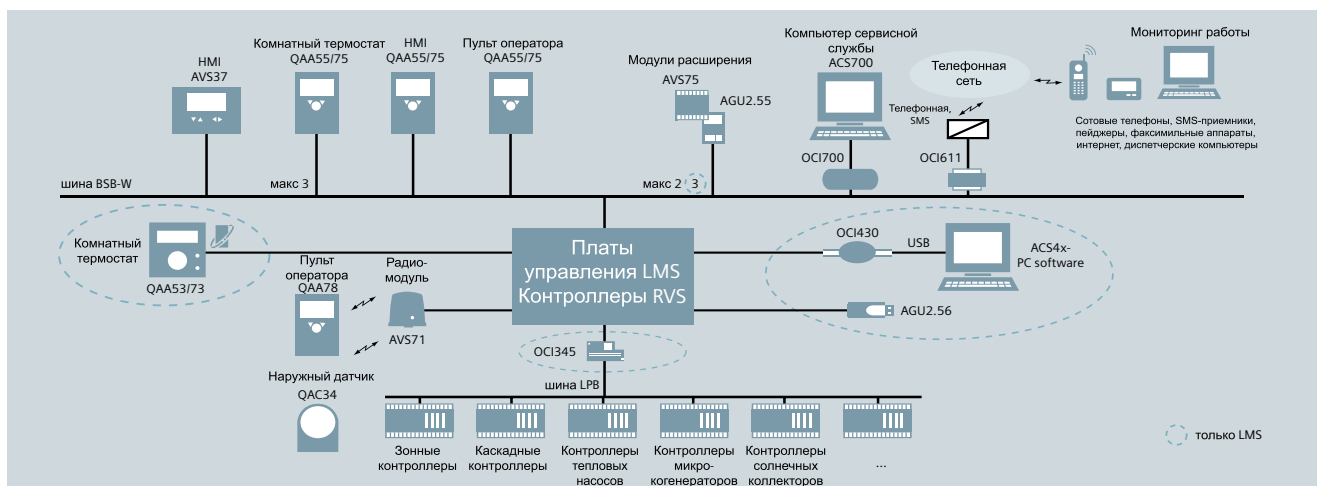 HMI
AVS37
Комнатный термостат
QAA55/75
HMI
QAA55/75
Пульт оператора
QAA55/75
Модули расширения
AVS75
AGU2.55
Компьютер сервисной
службы
ACS700
Телефонная
сеть
Мониторинг работы
Телефонная,
SMS
Сотовые телефоны, SMS-приемники,
пейджеры, факсимильные аппараты,
интернет, диспетчерские компьютеры
OCI700
OCI611
шина BSB-W
макс 3
макс 2
3
Комнатный
термостат
QAA53/73
Пульт
оператора
QAA78
Радио-
модуль
AVS71
Платы
управления LMS
Контроллеры RVS
OCI430
USB
ACS4x-
PC software
AGU2.56
OCI345
шина LPB
Наружный датчик
QAC34
Зонные
контроллеры
Каскадные
контроллеры
Контроллеры
тепловых
насосов
Контроллеры
микро-
когенераторов
Контроллеры
солнечных
коллекторов
...
только LMS